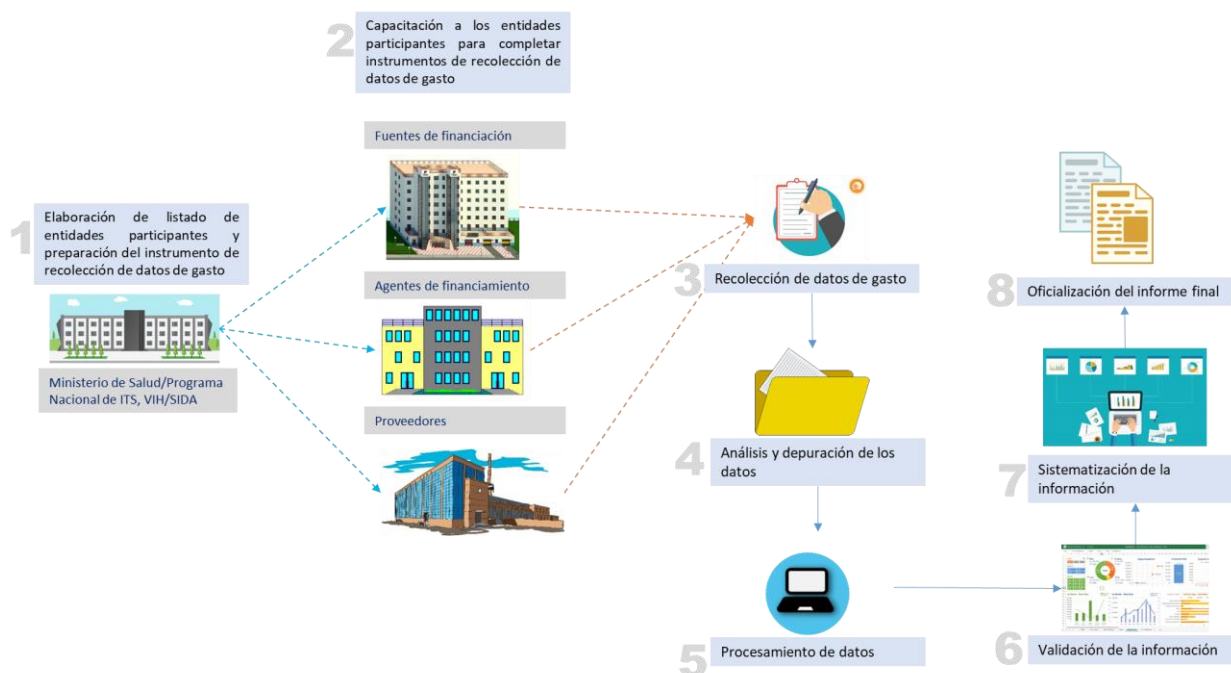 1
Elaboración de listado de
entidades participantes y
preparación del instrumento de
recolección de datos de gasto
Ministerio de Salud/Programa
Nacional de ITS, VIH/SIDA
2
Capacitación a los entidades
participantes para completar
instrumentos de recolección de
datos de gasto
Fuentes de financiación
Agentes de financiamiento
Proveedores
3
Recolección de datos de gasto
4
Análisis y depuración de los
datos
5
Procesamiento de datos
6
Validación de la información
7
Sistematización de la
información
8
Oficialización del informe final